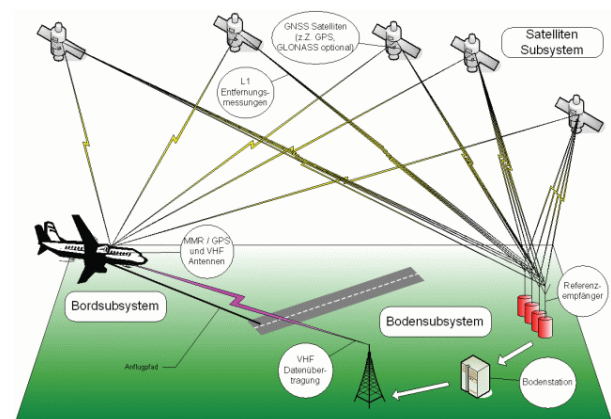 GNSS Satelliten
(z.Z. GPS,
GLONASS optional)
Satelliten
Subsystem
L1
Entfernungs-
messungen
MMR / GPS
und VHF
Antennen
Bordsubsystem
Referenz-
empfänger
Bodensubsystem
Anflugpfad
VHF
Datenüber-
tragung
Bodenstation